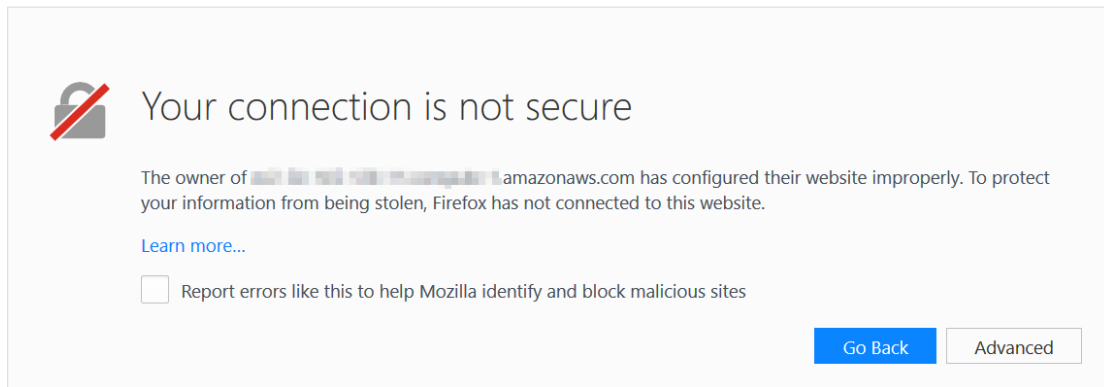 Your connection is not secure
The owner of .amazonaws.com has configured their website improperly. To protect
your information from being stolen, Firefox has not connected to this website.
Learn more...
Report errors like this to help Mozilla identify and block malicious sites
Go Back Advanced